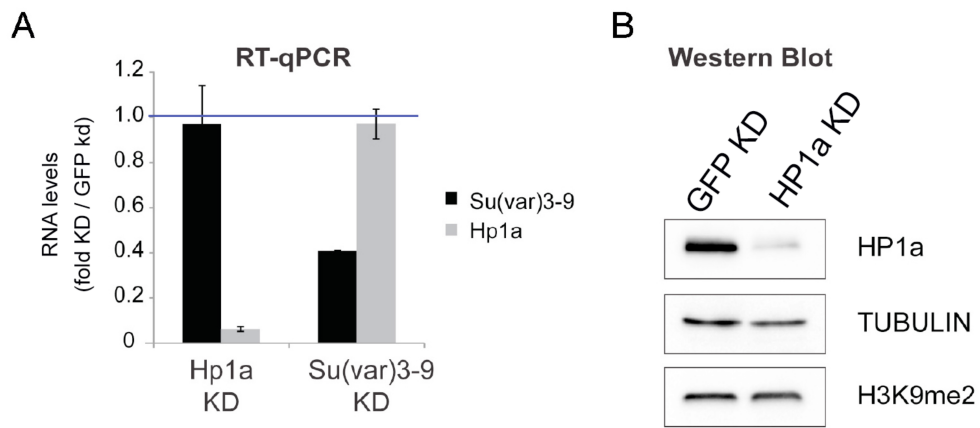 A
RT-qPCR
RNA levels
(fold KD / GFP kd)
1.2
1.0
0.8
0.6
0.4
0.2
0
Hp1a
KD
Su(var)3-9
KD
Su(var)3-9
Hp1a
B
Western Blot
GFP KD
HP1a KD
HP1a
TUBULIN
H3K9me2